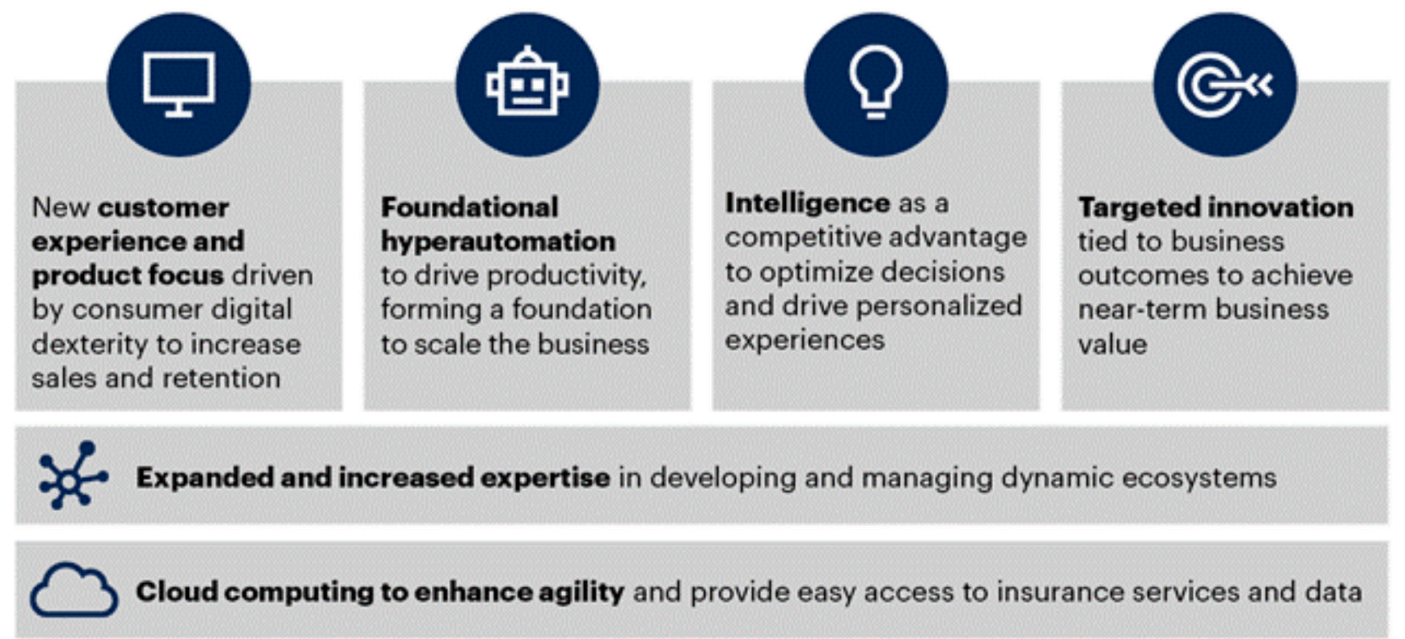 New customer
experience and
product focus driven
by consumer digital
dexterity to increase
sales and retention
Foundational
hyperautomation
to drive productivity,
forming a foundation
to scale the business
Intelligence as a
competitive advantage
to optimize decisions
and drive personalized
experiences
Targeted innovation
tied to business
outcomes to achieve
near-term business
value
Expanded and increased expertise in developing and managing dynamic ecosystems
Cloud computing to enhance agility and provide easy access to insurance services and data